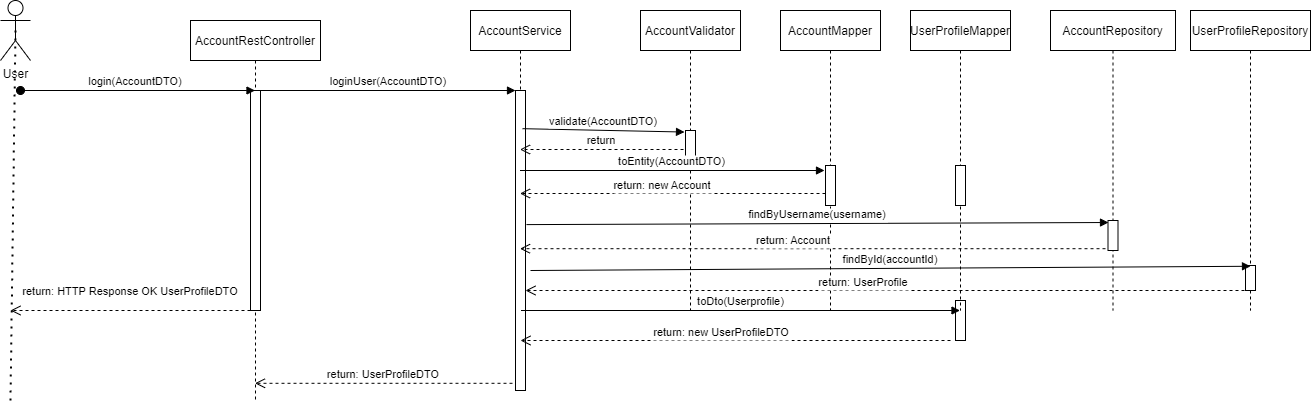 User
AccountRestController
AccountService
AccountValidator
AccountMapper
UserProfileMapper
AccountRepository
UserProfileRepository
login(AccountDTO)
loginUser(AccountDTO)
validate(AccountDTO)
return
toEntity(AccountDTO)
return: new Account
findByUsername(username)
return: Account
findById(accountId)
return: UserProfile
return: HTTP Response OK UserProfileDTO
toDto(Userprofile)
return: new UserProfileDTO
return: UserProfileDTO